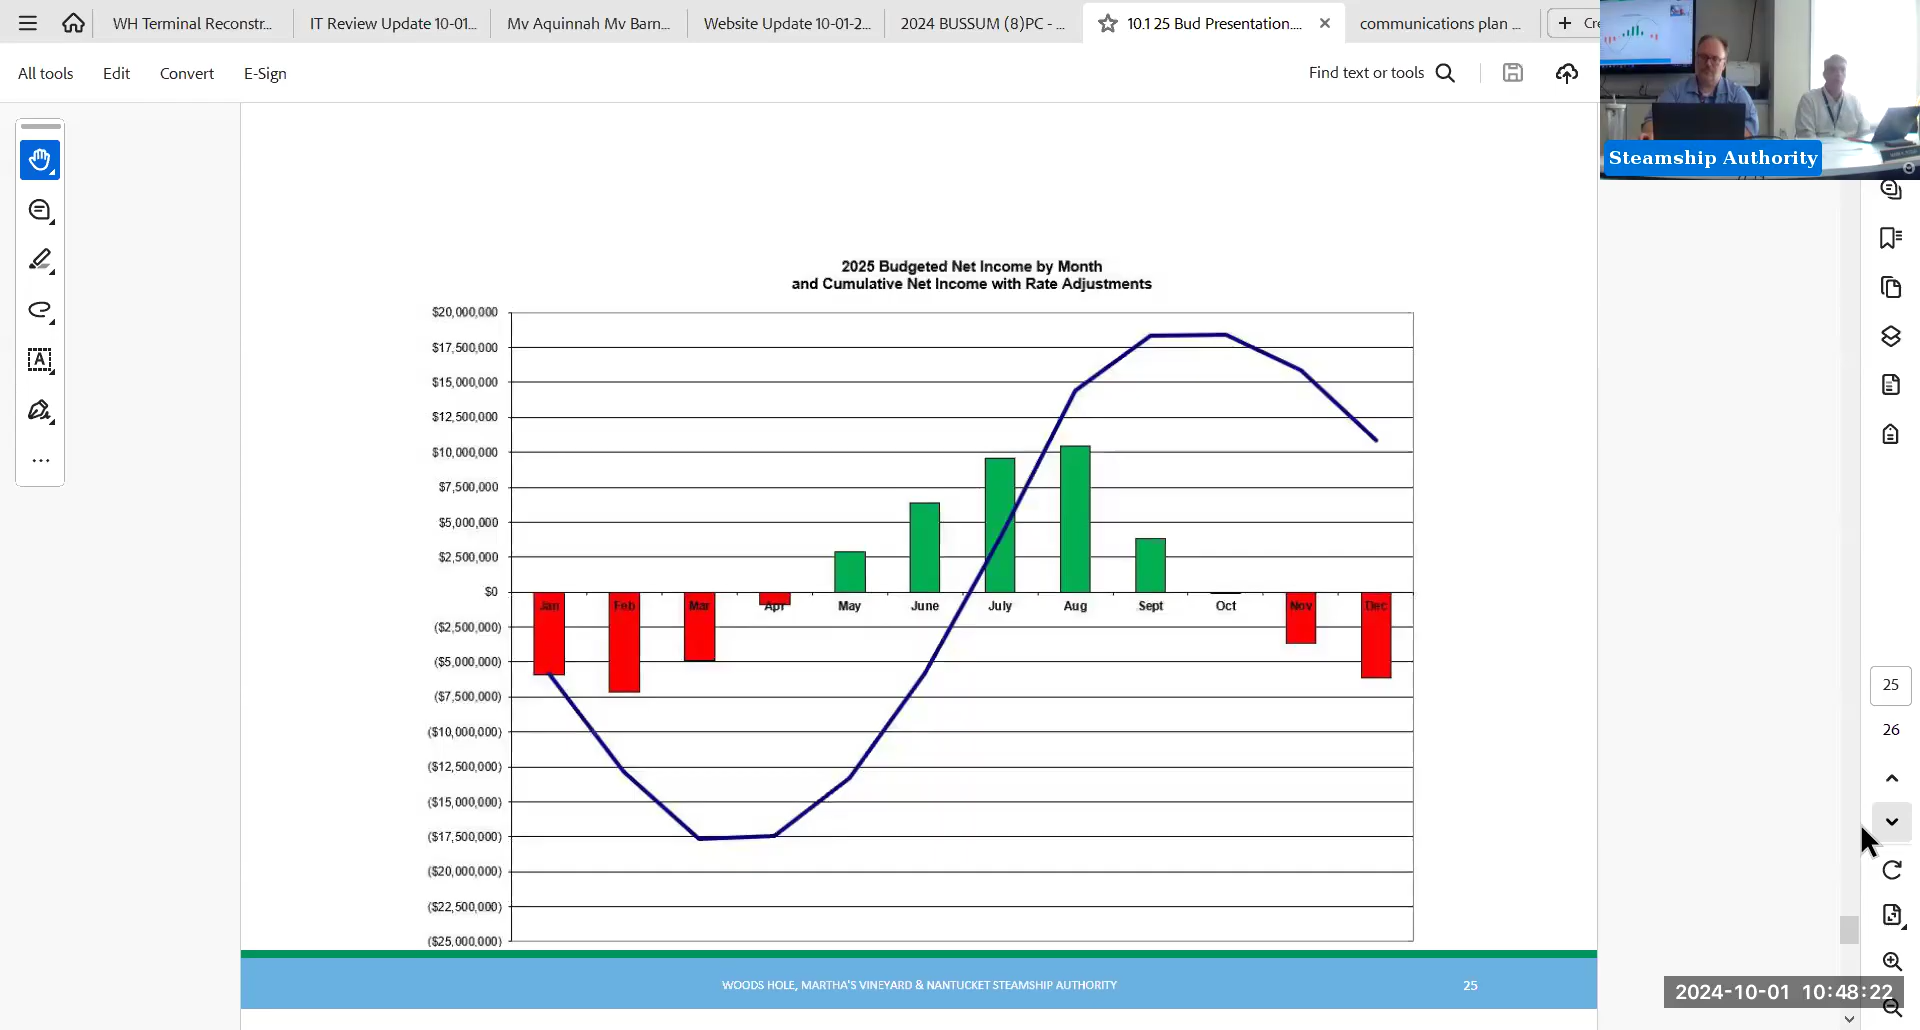 WH Terminal Reconstr...
IT Review Update 10-01...
Mv Aquinnah Mv Barn...
Website Update 10-01-2...
2024 BUSSUM (8)PC - ...
10.1 25 Bud Presentation....
communications plan ...
All tools
Edit
Convert
E-Sign
Find text or tools
Steamship Authority
2025 Budgeted Net Income by Month
and Cumulative Net Income with Rate Adjustments
$20,000,000
$17,500,000
$15,000,000
$12,500,000
$10,000,000
$7,500,000
$5,000,000
$2,500,000
$0
Jan Feb Mar Apr May June July Aug Sept Oct Nov Dec
($2,500,000)
($5,000,000)
($7,500,000)
($10,000,000)
($12,500,000)
($15,000,000)
($17,500,000)
($20,000,000)
($22,500,000)
($25,000,000)
25
26
WOODS HOLE, MARTHA'S VINEYARD & NANTUCKET STEAMSHIP AUTHORITY
25
2024-10-01 10:48:22